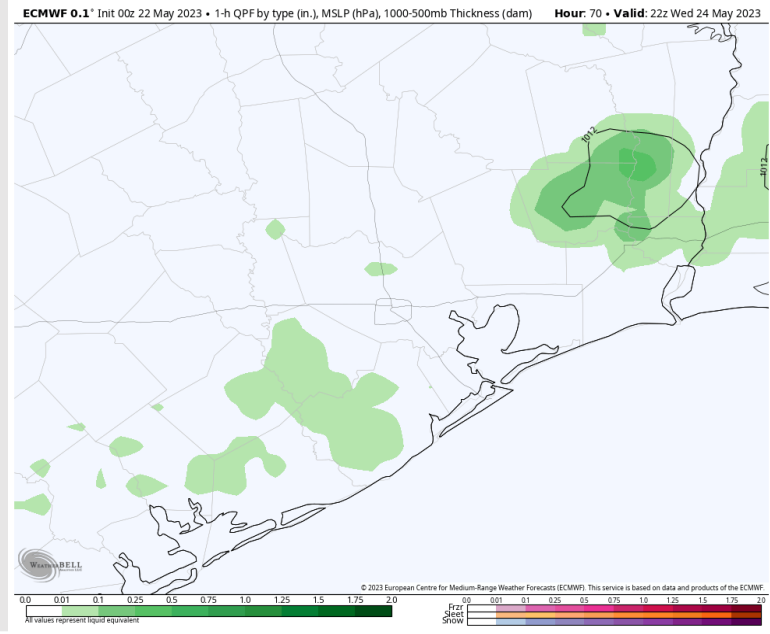 ECMWF 0.1° Init 00z 22 May 2023 • 1-h QPF by type (in.), MSLP (hPa), 1000-500mb Thickness (dam) Hour: 70 • Valid: 22z Wed 24 May 2023
1012
1012
WEATHERBELL
© 2023 European Centre for Medium-Range Weather Forecasts (ECMWF). This service is based on data and products of the ECMWF.
0.0 0.01 0.1 0.25 0.5 0.75 1.0 1.25 1.5 1.75 2.0
All values represent liquid equivalent
0.0 0.01 0.1 0.25 0.5 0.75 1.0 1.25 1.5 1.75 2.0
Frzr
Sleet
Snow